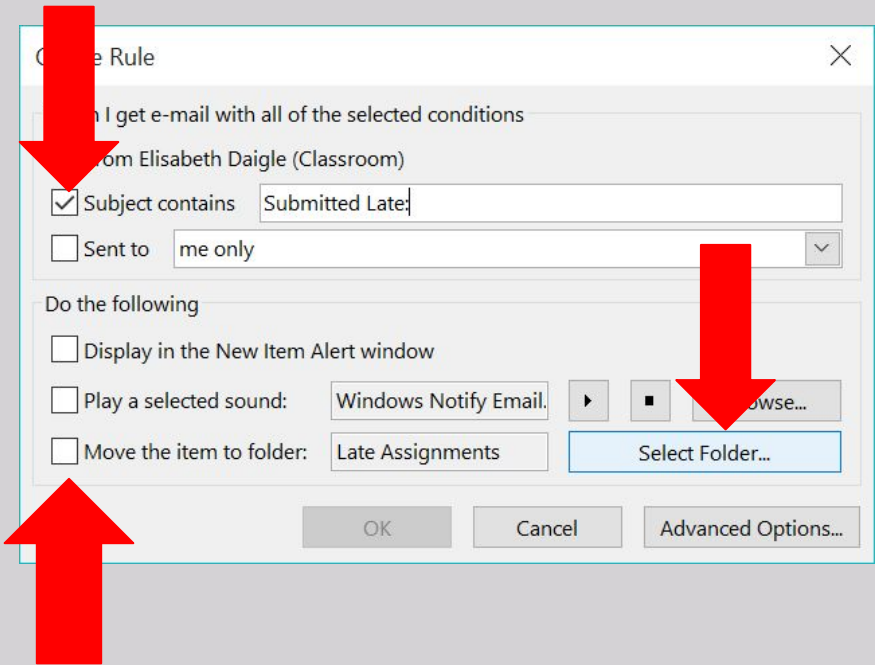 e Rule
I get e-mail with all of the selected conditions
rom Elisabeth Daigle (Classroom)
Subject contains Submitted Late:
Sent to me only
Do the following
Display in the New Item Alert window
Play a selected sound: Windows Notify Email. owse...
Move the item to folder: Late Assignments Select Folder...
OK Cancel Advanced Options...